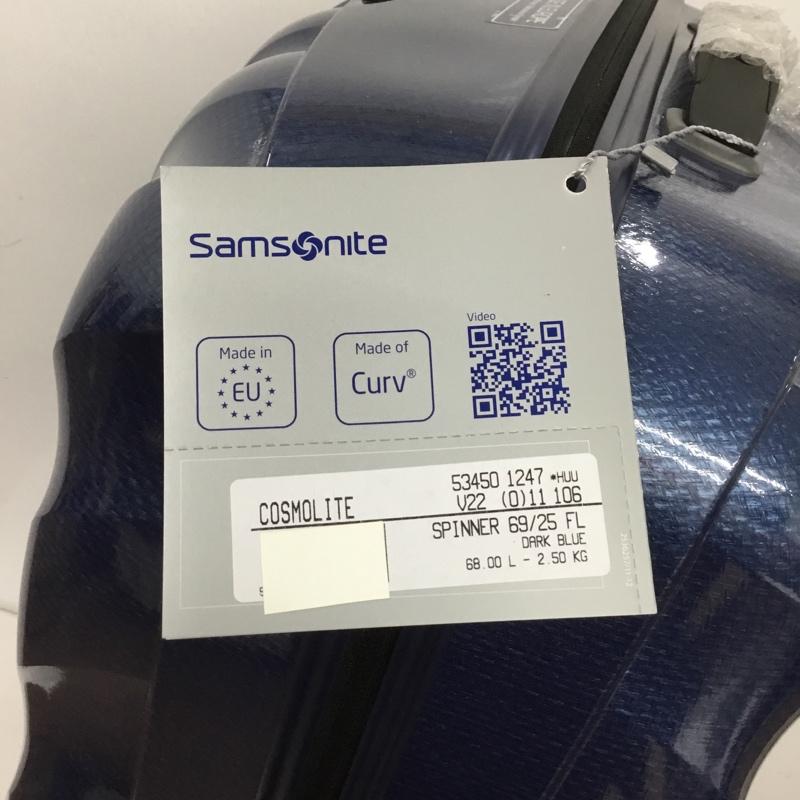 Samsonite
Made in
EU
Made of
Curv®
Video
COSMOLITE
53450 1247 *HUU
V22 (0)11 106
SPINNER 69/25 FL
DARK BLUE
68.00 L - 2.50 KG